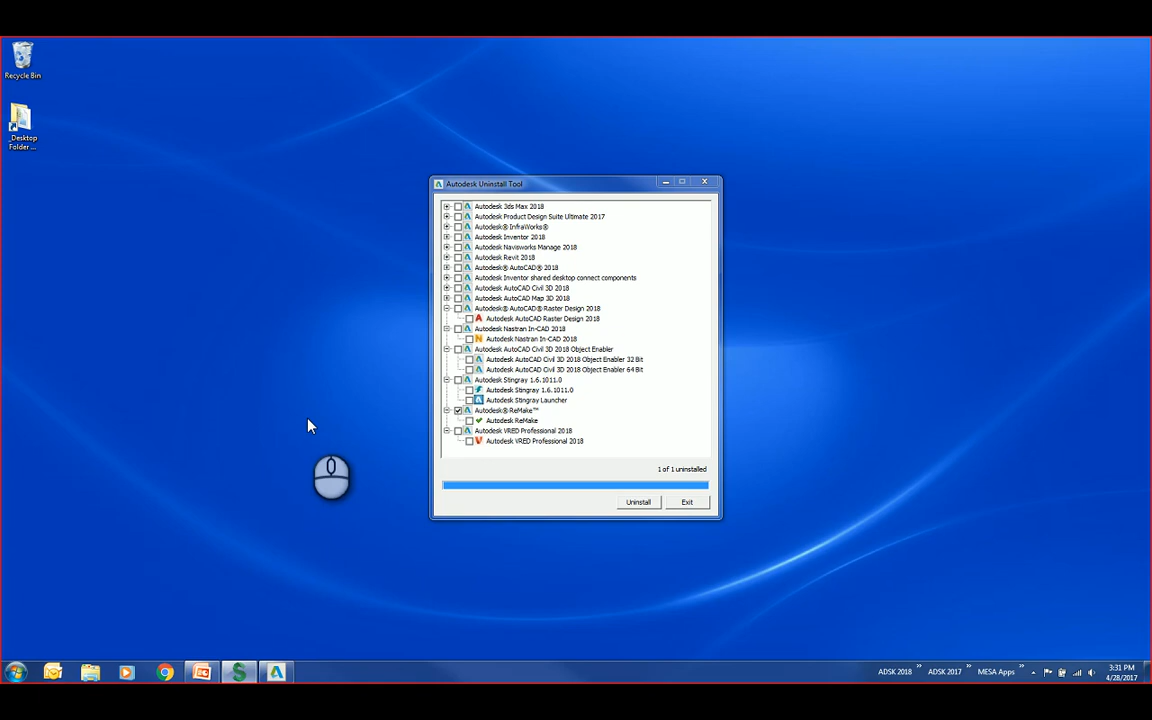 Recycle Bin
_Desktop
Folder ...
Autodesk Uninstall Tool
Autodesk 3ds Max 2018
Autodesk Product Design Suite Ultimate 2017
Autodesk® InfraWorks®
Autodesk Inventor 2018
Autodesk Navisworks Manage 2018
Autodesk Revit 2018
Autodesk® AutoCAD® 2018
Autodesk Inventor shared desktop connect components
Autodesk AutoCAD Civil 3D 2018
Autodesk AutoCAD Map 3D 2018
Autodesk® AutoCAD® Raster Design 2018
Autodesk AutoCAD Raster Design 2018
Autodesk Nastran In-CAD 2018
Autodesk Nastran In-CAD 2018
Autodesk AutoCAD Civil 3D 2018 Object Enabler
Autodesk AutoCAD Civil 3D 2018 Object Enabler 32 Bit
Autodesk AutoCAD Civil 3D 2018 Object Enabler 64 Bit
Autodesk Stingray 1.6.1011.0
Autodesk Stingray 1.6.1011.0
Autodesk Stingray Launcher
Autodesk® ReMake™
Autodesk ReMake
Autodesk VRED Professional 2018
Autodesk VRED Professional 2018
1 of 1 uninstalled
Uninstall Exit
ADSK 2018 » ADSK 2017 » MESA Apps » 3:31 PM
4/28/2017